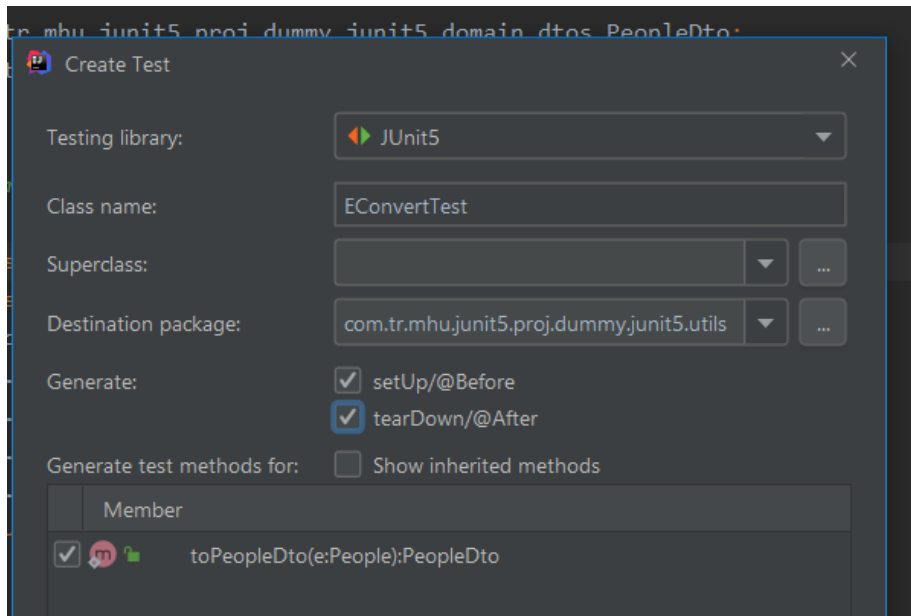 tr.mhu.junit5.proj.dummy.junit5.domain.dtos.PeopleDto;
Create Test
Testing library:
JUnit5
Class name:
EConvertTest
Superclass:
...
Destination package:
com.tr.mhu.junit5.proj.dummy.junit5.utils
...
Generate:
setUp/@Before
tearDown/@After
Generate test methods for:
Show inherited methods
Member
m
toPeopleDto(e:People):PeopleDto